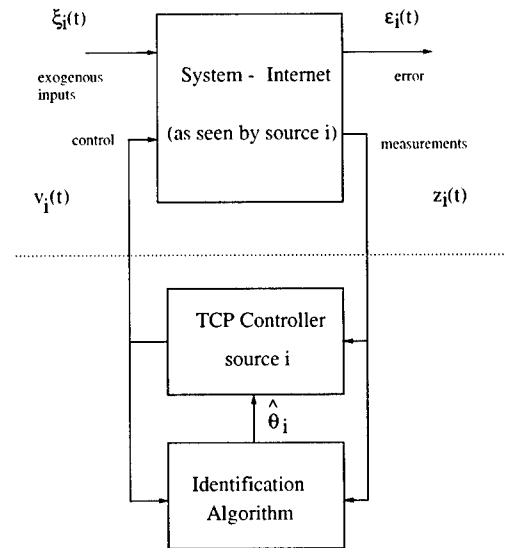 ξi(t)
εi(t)
System - Internet
exogenous
inputs
error
control
(as seen by source i)
measurements
νi(t)
zi(t)
TCP Controller
source i
θ̂i
Identification
Algorithm